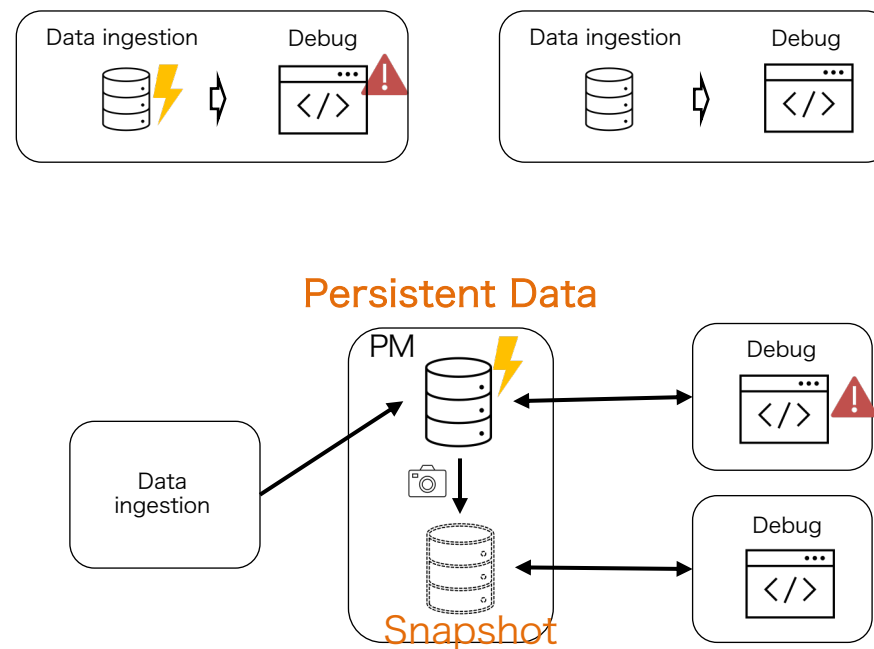 Data ingestion
Debug
</>
Data ingestion
Debug
</>
Persistent Data
PM
Debug
</>
Data
ingestion
Debug
</>
Snapshot